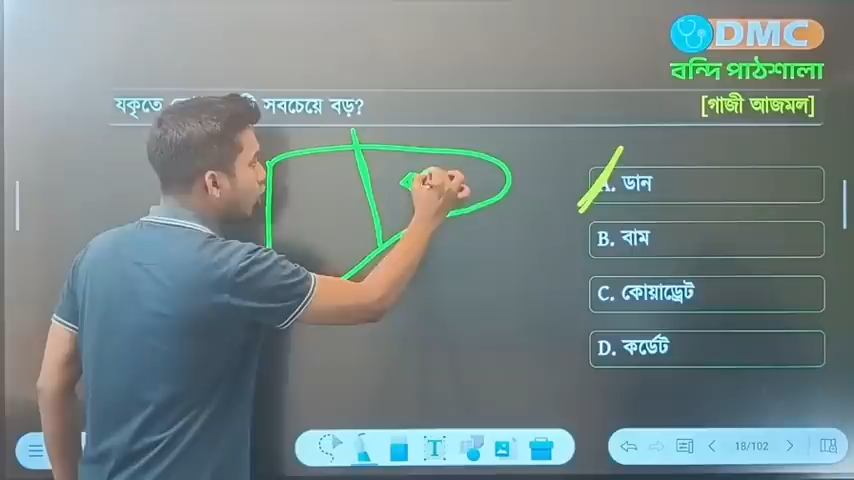 DMC
বন্দি পাঠশালা
যকৃতে সবচেয়ে বড়?
[গাজী আজমল]
A. ডান
B. বাম
C. কোয়াড্রেট
D. কর্ডেট
T
18/102